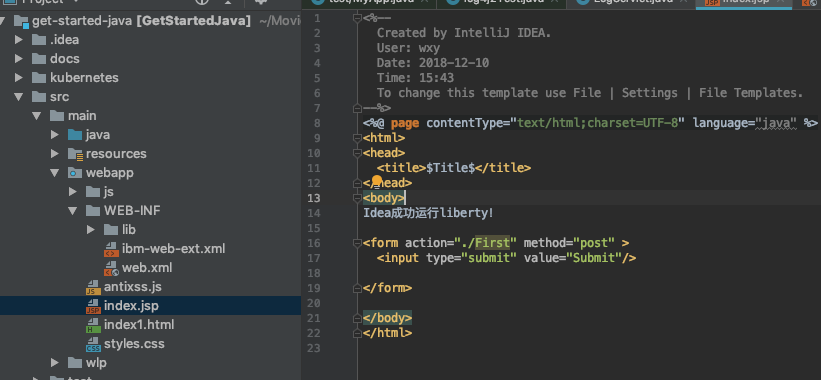 Project
test/MyApp.java
LogServlet.java
index.jsp
get-started-java [GetStartedJava] ~/Movi
.idea
docs
kubernetes
src
main
java
resources
webapp
js
WEB-INF
lib
ibm-web-ext.xml
web.xml
antixss.js
index.jsp
index1.html
styles.css
wlp
test
1 <%--
2 Created by IntelliJ IDEA.
3 User: wxy
4 Date: 2018-12-10
5 Time: 15:43
6 To change this template use File | Settings | File Templates.
7 --%>
8 <%@ page contentType="text/html;charset=UTF-8" language="java" %>
9 <html>
10 <head>
11 <title>$Title$</title>
12 </head>
13 <body>
14 Idea成功运行liberty!
15
16 <form action="./First" method="post" >
17 <input type="submit" value="Submit"/>
18
19 </form>
20
21 </body>
22 </html>
23